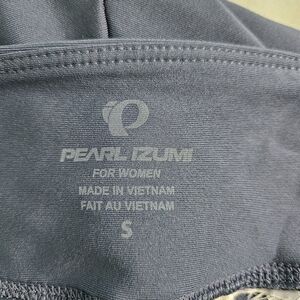 PEARL iZUMi
FOR WOMEN
MADE IN VIETNAM
FAIT AU VIETNAM
S